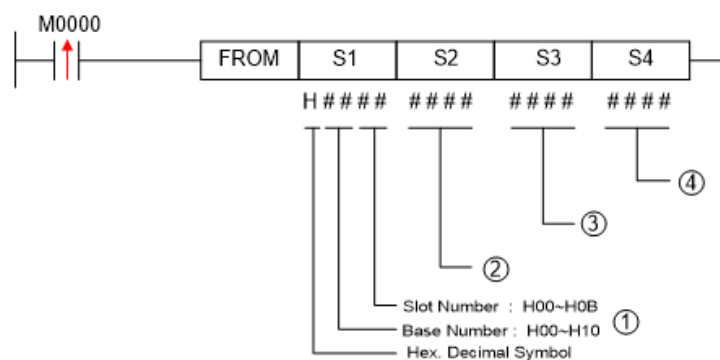 M0000
FROM S1 S2 S3 S4
H # # # # # # # # # # # # # # # #
④
③
②
Slot Number : H00~H0B
①
Base Number : H00~H10
Hex. Decimal Symbol